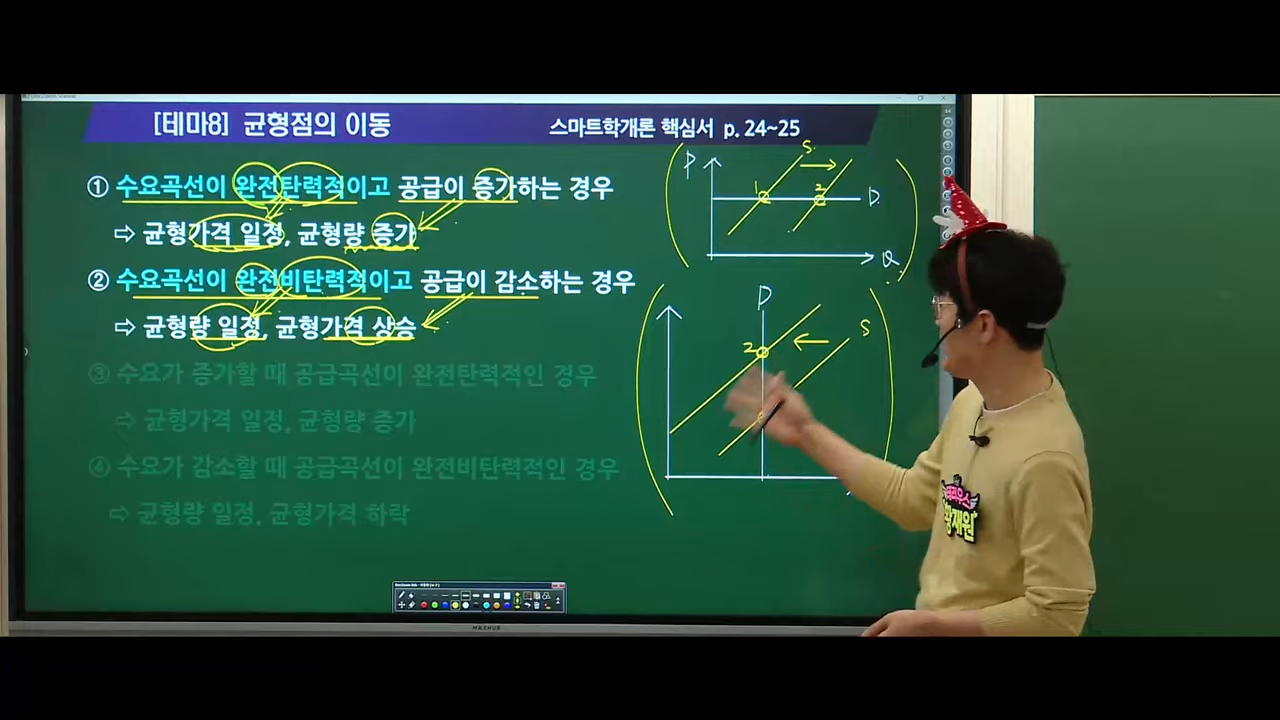 [테마8] 균형점의 이동
스마트학개론 핵심서 p. 24~25
① 수요곡선이 완전탄력적이고 공급이 증가하는 경우
⇨ 균형가격 일정, 균형량 증가
② 수요곡선이 완전비탄력적이고 공급이 감소하는 경우
⇨ 균형량 일정, 균형가격 상승
③ 수요가 증가할 때 공급곡선이 완전탄력적인 경우
⇨ 균형가격 일정, 균형량 증가
④ 수요가 감소할 때 공급곡선이 완전비탄력적인 경우
⇨ 균형량 일정, 균형가격 하락
P
S
1
2
D
Q
D
S
2
MAXHUB